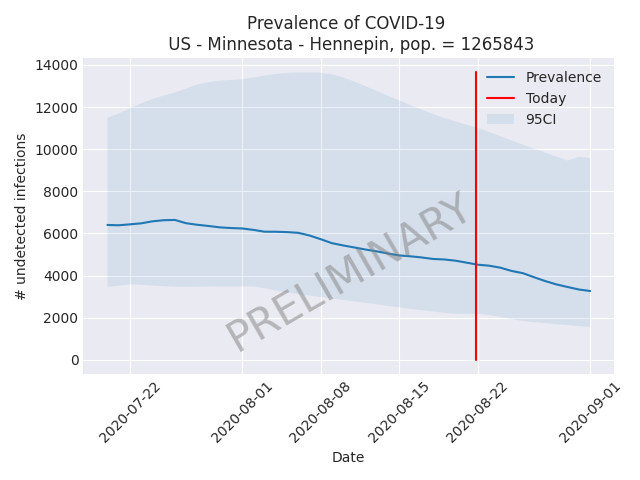 Prevalence of COVID-19
US - Minnesota - Hennepin, pop. = 1265843
# undetected infections
14000
12000
10000
8000
6000
4000
2000
0
Prevalence
Today
95CI
PRELIMINARY
2020-07-22
2020-08-01
2020-08-08
2020-08-15
2020-08-22
2020-09-01
Date